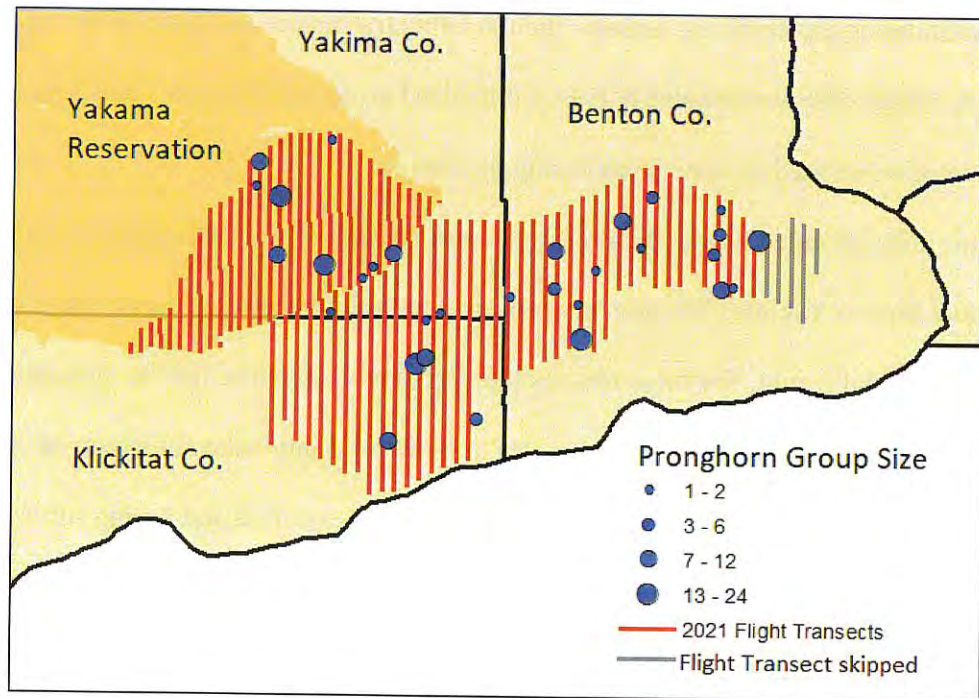 Yakima Co.
Yakama
Reservation
Benton Co.
Klickitat Co.
Pronghorn Group Size
1 - 2
3 - 6
7 - 12
13 - 24
2021 Flight Transects
Flight Transect skipped